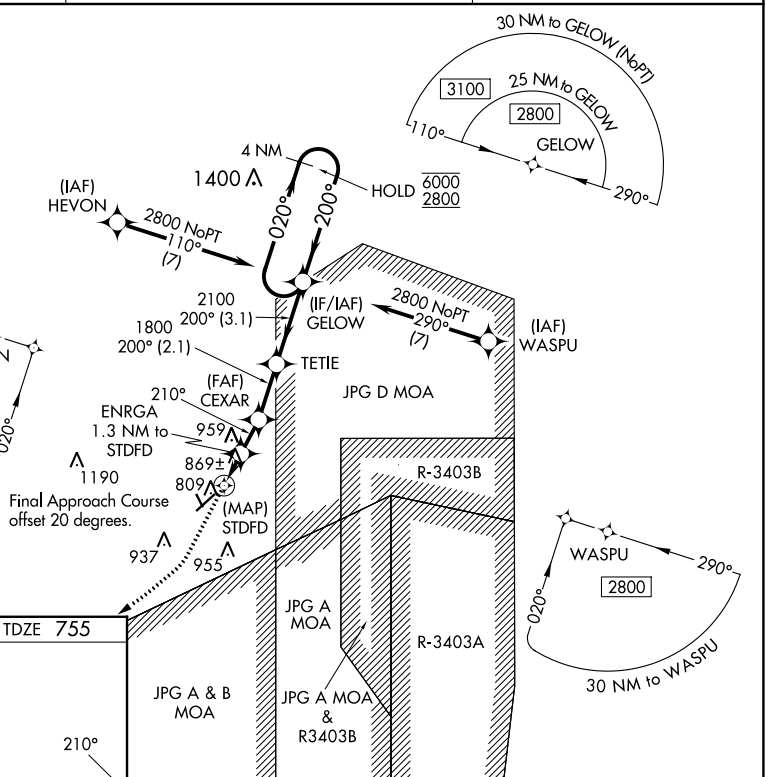 30 NM to GELOW (NoPT)
3100
25 NM to GELOW
2800
110°
GELOW
290°
4 NM
1400
HOLD
6000
2800
020°
200°
(IAF)
HEVON
2800 NoPT
110°
(7)
2100
200° (3.1)
(IF/IAF)
GELOW
2800 NoPT
290°
(7)
(IAF)
WASPU
1800
200° (2.1)
TETIE
JPG D MOA
(FAF)
CEXAR
210°
ENRGA
1.3 NM to
STDFD
959
869±
809
020°
1190
Final Approach Course
offset 20 degrees.
(MAP)
STDFD
R-3403B
937
955
WASPU
290°
2800
020°
30 NM to WASPU
TDZE 755
JPG A
MOA
R-3403A
JPG A & B
MOA
JPG A MOA
&
R3403B
210°